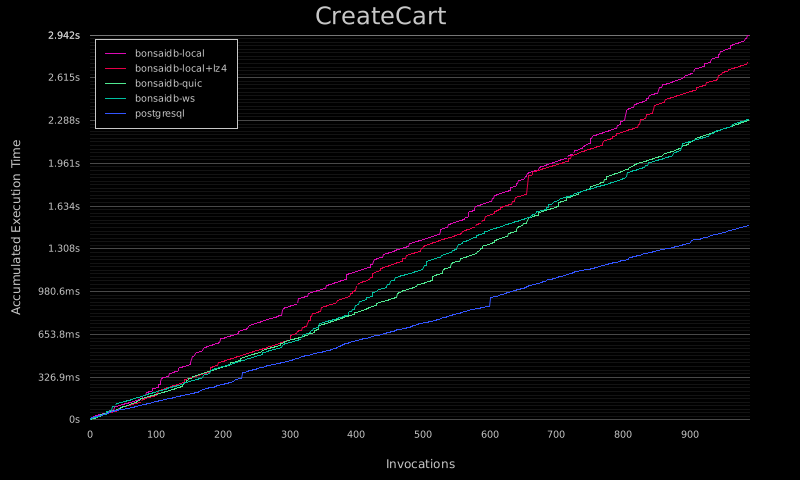 CreateCart
2.942s
2.615s
2.288s
1.961s
1.634s
1.308s
980.6ms
653.8ms
326.9ms
0s
Accumulated Execution Time
bonsaidb-local
bonsaidb-local+lz4
bonsaidb-quic
bonsaidb-ws
postgresql
0 100 200 300 400 500 600 700 800 900
Invocations